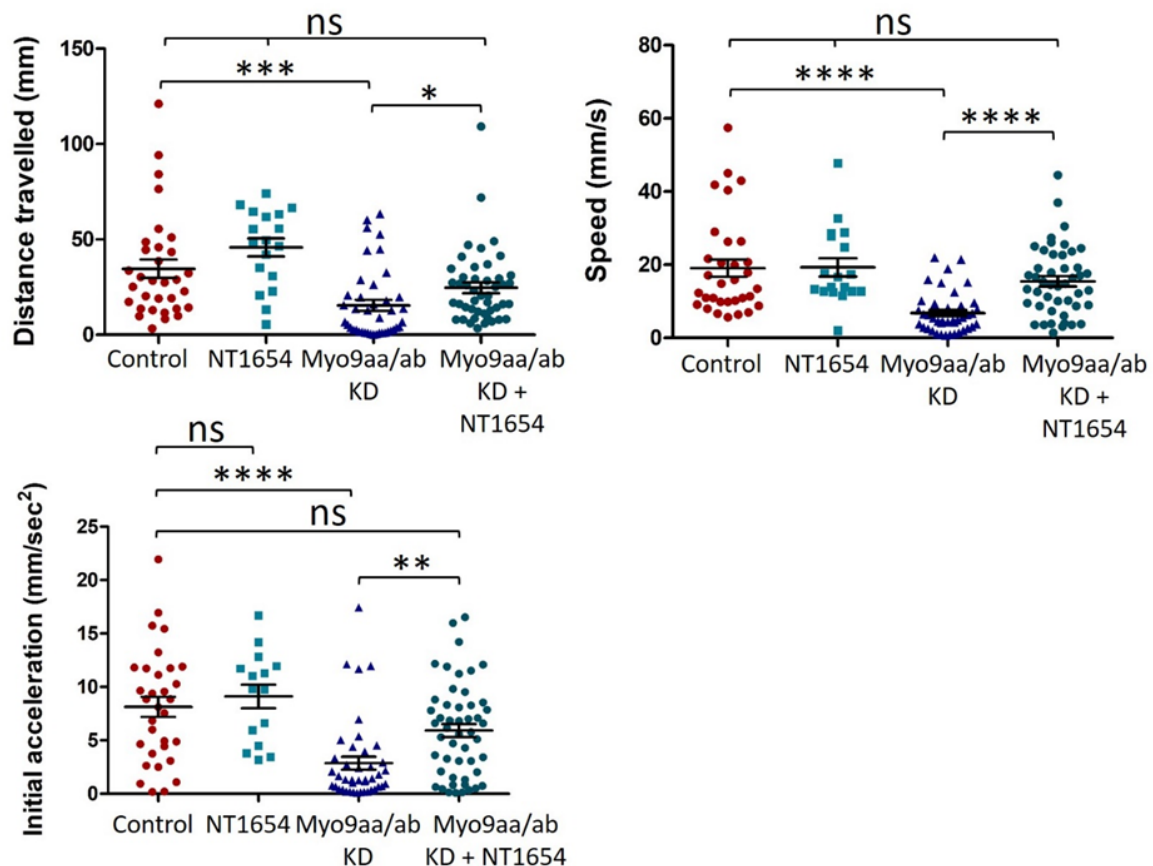 ns
***
*
Distance travelled (mm)
150
100
50
0
Control NT1654 Myo9aa/ab Myo9aa/ab
KD KD +
NT1654
ns
****
****
Speed (mm/s)
80
60
40
20
0
Control NT1654 Myo9aa/ab Myo9aa/ab
KD KD +
NT1654
ns
****
ns
**
Initial acceleration (mm/sec²)
25
20
15
10
5
0
Control NT1654 Myo9aa/ab Myo9aa/ab
KD KD + NT1654